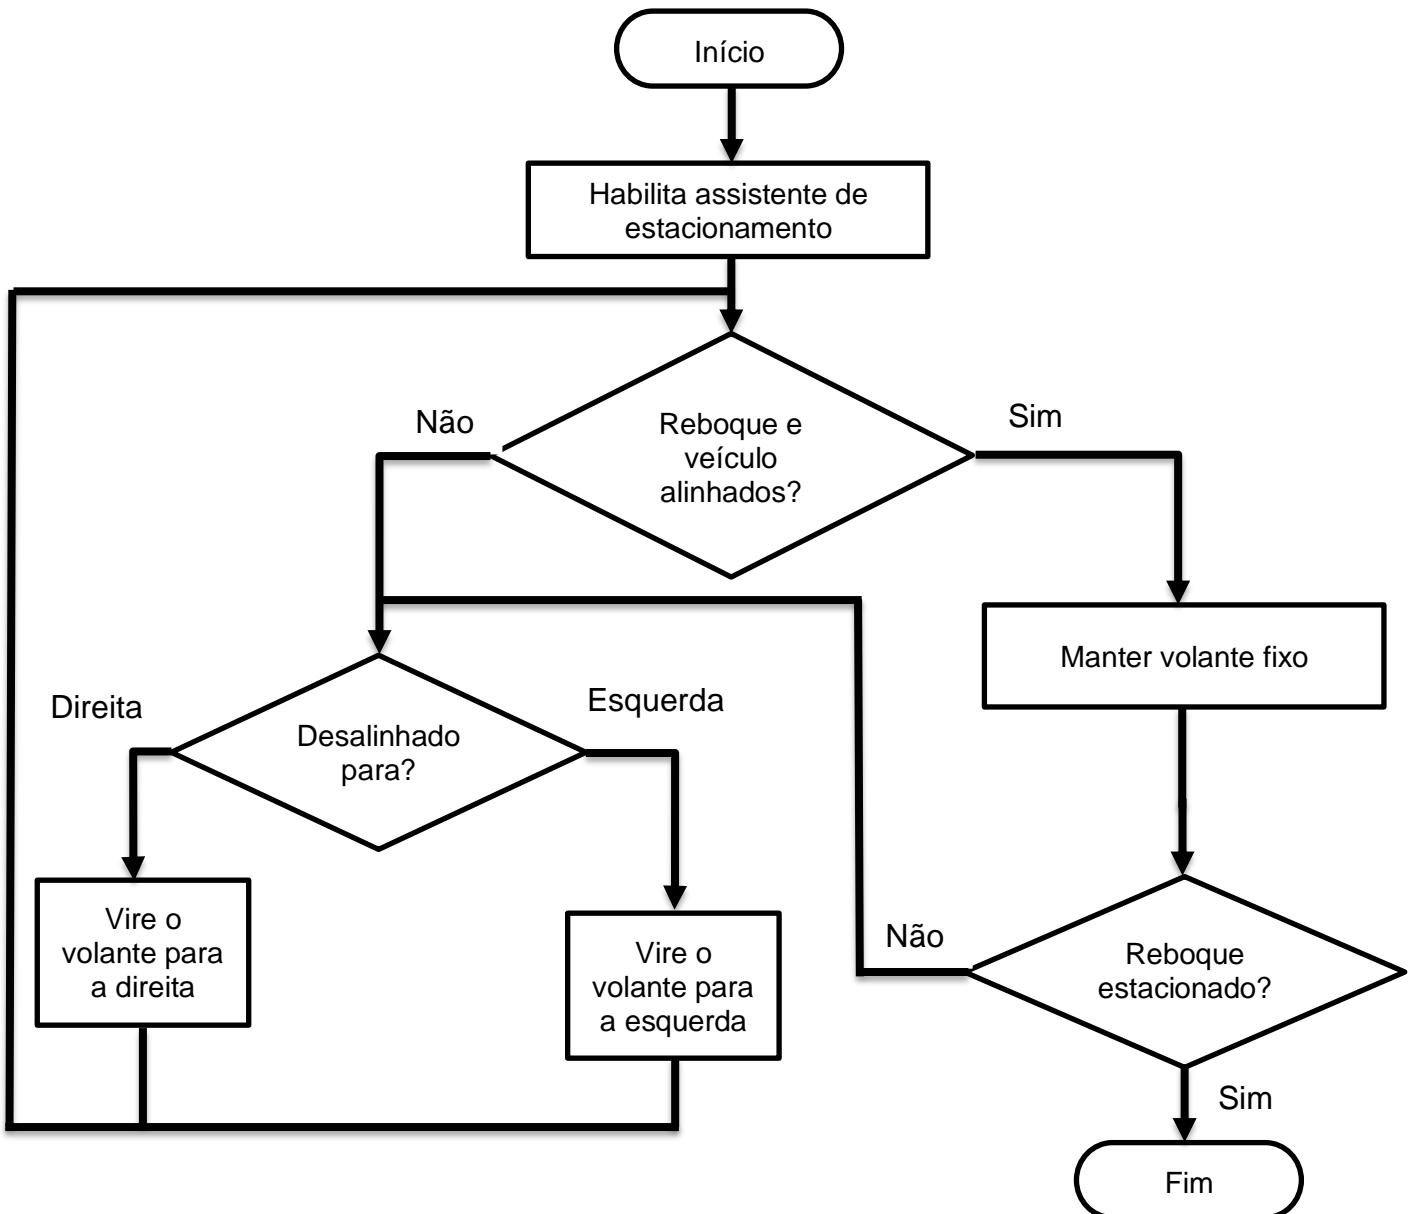 Início
Habilita assistente de
estacionamento
Não
Reboque e
veículo
alinhados?
Sim
Manter volante fixo
Direita
Desalinhado
para?
Esquerda
Vire o
volante para
a direita
Vire o
volante para
a esquerda
Não
Reboque
estacionado?
Sim
Fim